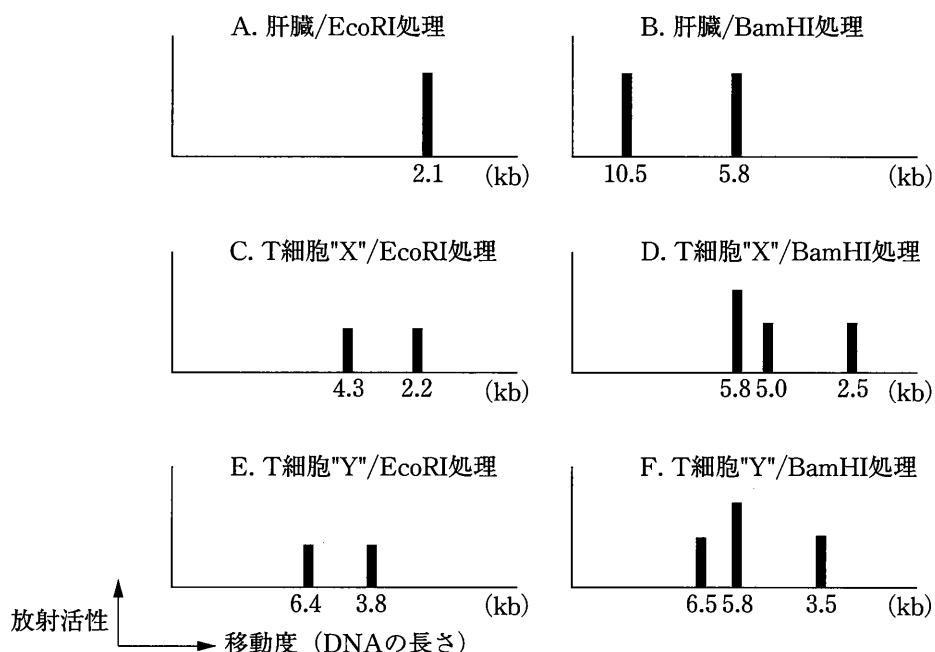 A. 肝臓/EcoRI処理
2.1 (kb)
B. 肝臓/BamHI処理
10.5 5.8 (kb)
C. T細胞"X"/EcoRI処理
4.3 2.2 (kb)
D. T細胞"X"/BamHI処理
5.8 5.0 2.5 (kb)
E. T細胞"Y"/EcoRI処理
6.4 3.8 (kb)
F. T細胞"Y"/BamHI処理
6.5 5.8 3.5 (kb)
放射活性
移動度（DNAの長さ）